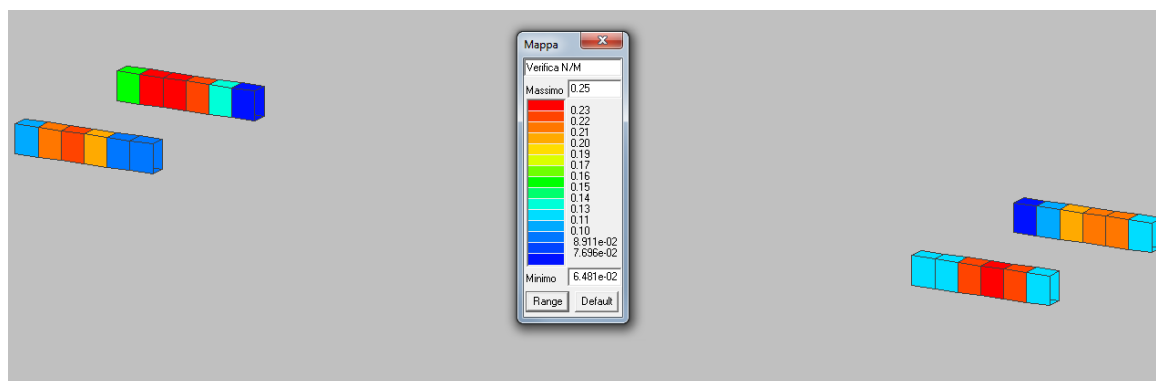 Mappa
Verifica N/M
Massimo 0.25
0.23
0.22
0.21
0.20
0.19
0.17
0.16
0.15
0.14
0.13
0.11
0.10
8.911e-02
7.696e-02
Minimo 6.481e-02
Range Default